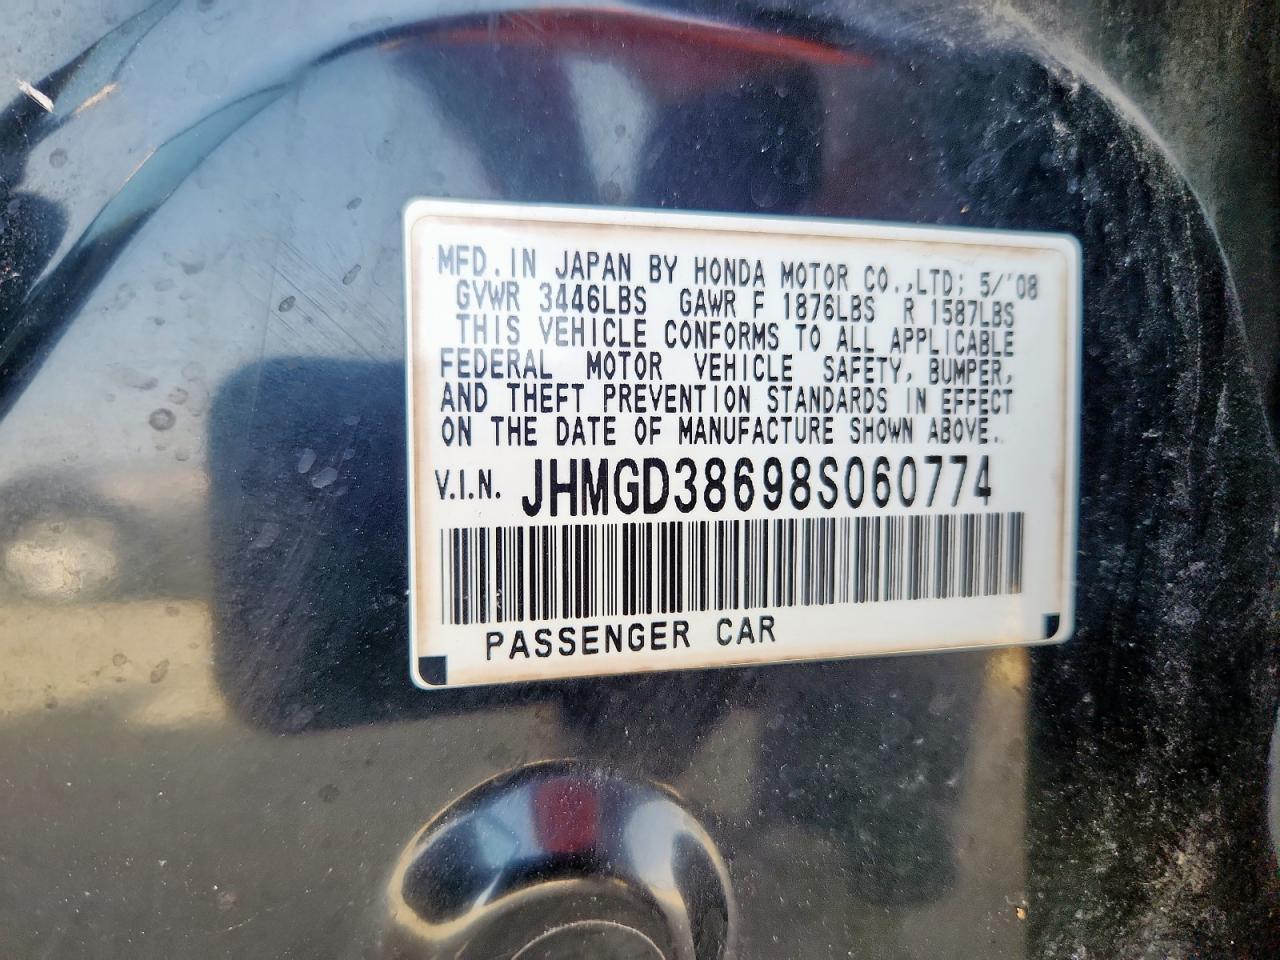 MFD. IN JAPAN BY HONDA MOTOR CO.,LTD; 5/'08
GVWR 3446LBS GAWR F 1876LBS R 1587LBS
THIS VEHICLE CONFORMS TO ALL APPLICABLE
FEDERAL MOTOR VEHICLE SAFETY, BUMPER,
AND THEFT PREVENTION STANDARDS IN EFFECT
ON THE DATE OF MANUFACTURE SHOWN ABOVE.
V.I.N. JHMGD38698S060774
PASSENGER CAR